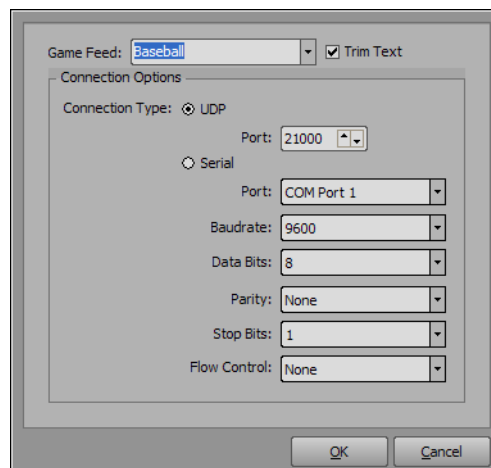 Game Feed: Baseball Trim Text
Connection Options
Connection Type: UDP
Port: 21000
Serial
Port: COM Port 1
Baudrate: 9600
Data Bits: 8
Parity: None
Stop Bits: 1
Flow Control: None
OK Cancel